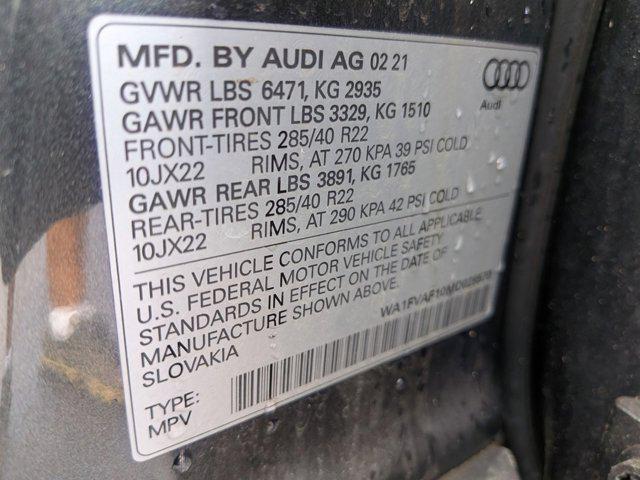 MFD. BY AUDI AG 02 21
GVWR LBS 6471, KG 2935
GAWR FRONT LBS 3329, KG 1510
FRONT-TIRES 285/40 R22
10JX22 RIMS, AT 270 KPA 39 PSI COLD
GAWR REAR LBS 3891, KG 1765
REAR-TIRES 285/40 R22
10JX22 RIMS, AT 290 KPA 42 PSI COLD
THIS VEHICLE CONFORMS TO ALL APPLICABLE
U.S. FEDERAL MOTOR VEHICLE SAFETY
STANDARDS IN EFFECT ON THE DATE OF
MANUFACTURE SHOWN ABOVE.
SLOVAKIA
TYPE:
MPV
Audi